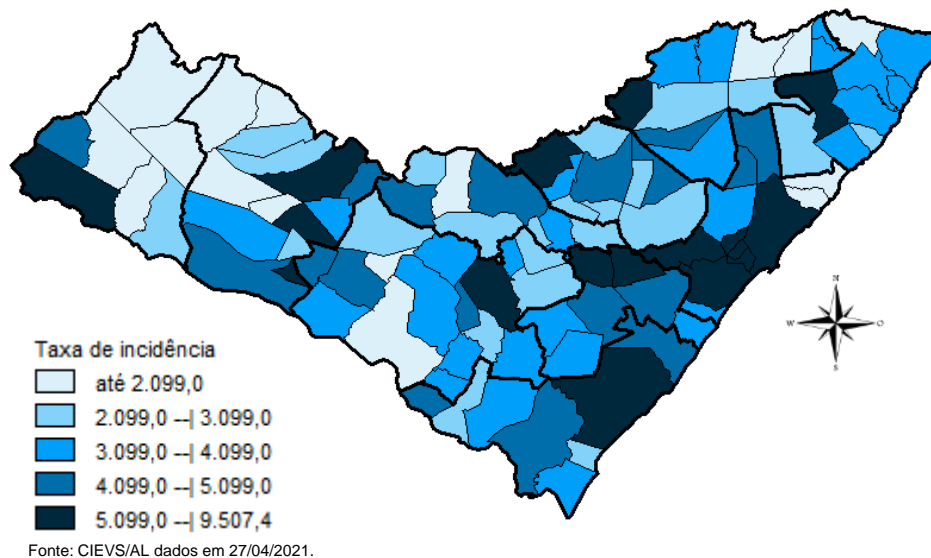 N
W
O
S
Taxa de incidência
até 2.099,0
2.099,0 --| 3.099,0
3.099,0 --| 4.099,0
4.099,0 --| 5.099,0
5.099,0 --| 9.507,4
Fonte: CIEVS/AL dados em 27/04/2021.